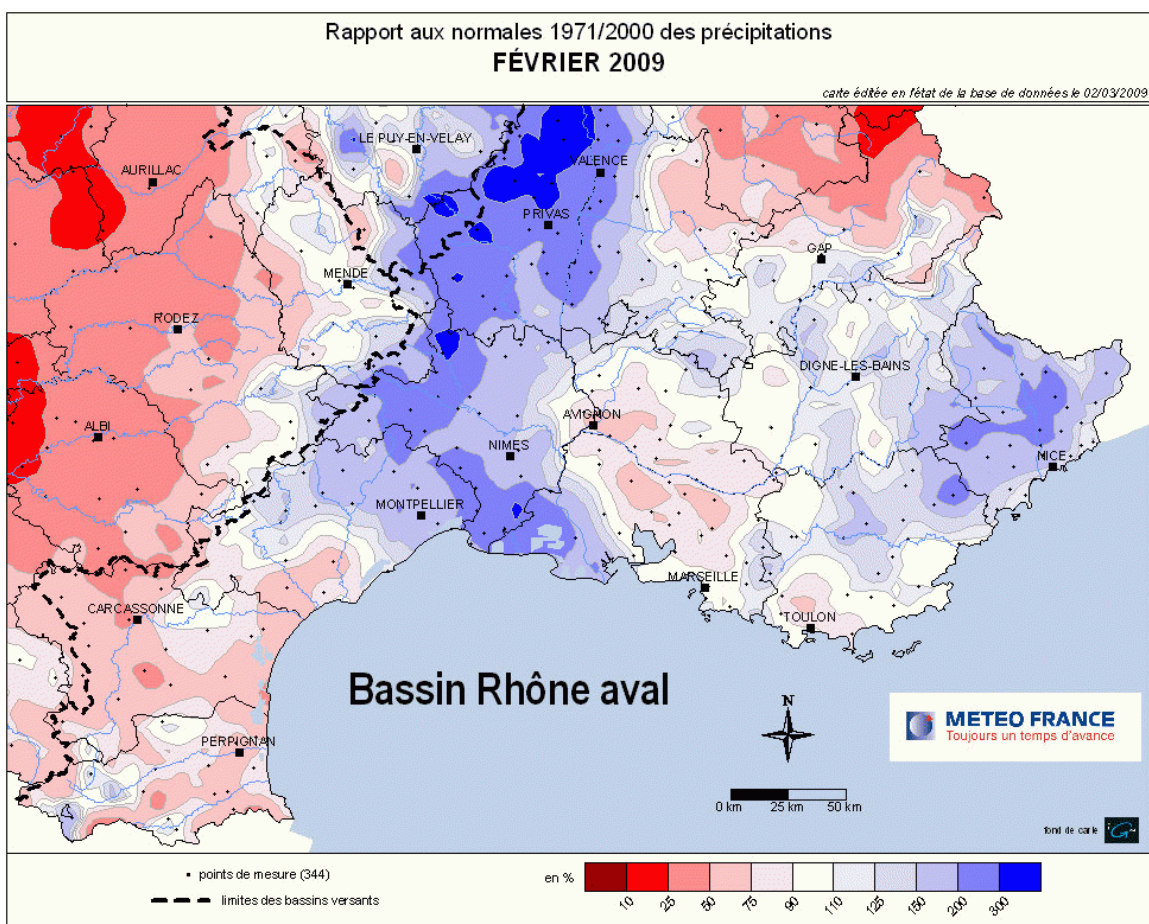 Rapport aux normales 1971/2000 des précipitations
FÉVRIER 2009
carte éditée en l'état de la base de données le 02/03/2009
LE PUY-EN-VELAY
AURILLAC
VALENCE
PRIVAS
GAP
MENDE
RODEZ
DIGNE-LES-BAINS
AVIGNON
ALBI
NIMES
NICE
MONTPELLIER
MARSEILLE
CARCASSONNE
TOULON
Bassin Rhône aval
N
METEO FRANCE
Toujours un temps d'avance
PERPIGNAN
0 km 25 km 50 km
fond de carte
points de mesure (344)
limites des bassins versants
en %
10 25 50 75 90 110 125 150 200 300